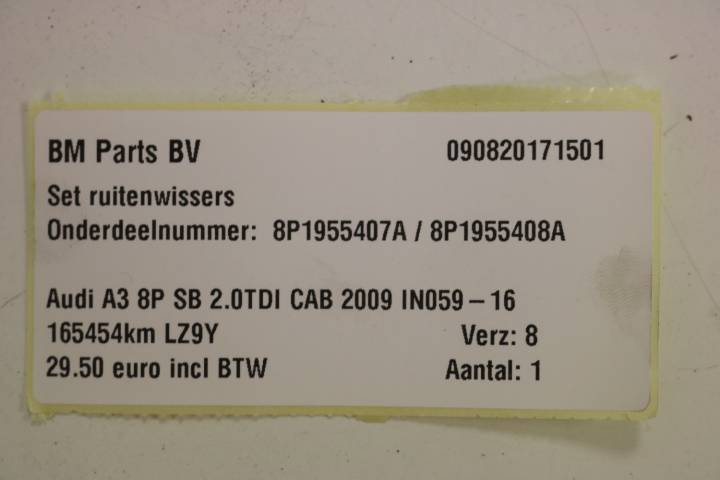 BM Parts BV 090820171501
Set ruitenwissers
Onderdeelnummer: 8P1955407A / 8P1955408A
Audi A3 8P SB 2.0TDI CAB 2009 IN059 – 16
165454km LZ9Y Verz: 8
29.50 euro incl BTW Aantal: 1